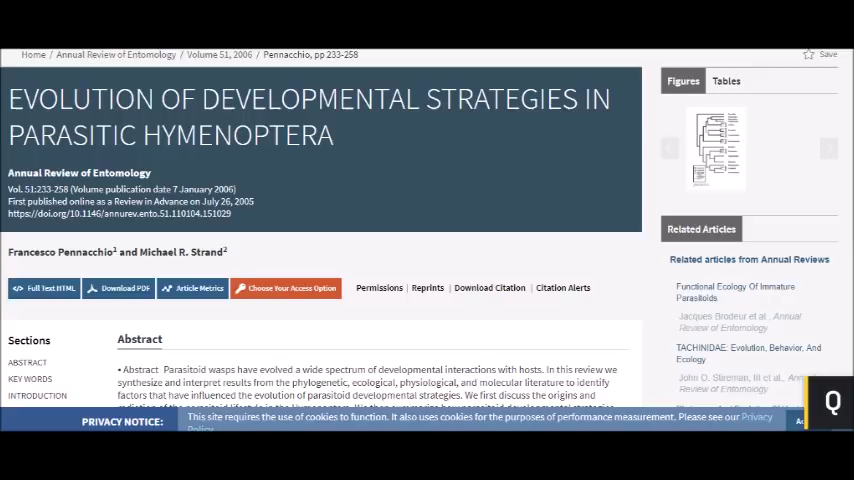 Home / Annual Review of Entomology / Volume 51, 2006 / Pennacchio, pp 233-258
Save
EVOLUTION OF DEVELOPMENTAL STRATEGIES IN
PARASITIC HYMENOPTERA
Annual Review of Entomology
Vol. 51:233-258 (Volume publication date 7 January 2006)
First published online as a Review in Advance on July 26, 2005
https://doi.org/10.1146/annurev.ento.51.110104.151029
Francesco Pennacchio1 and Michael R. Strand2
Full Text HTML
Download PDF
Article Metrics
Choose Your Access Option
Permissions | Reprints | Download Citation | Citation Alerts
Sections
ABSTRACT
KEY WORDS
INTRODUCTION
Abstract
• Abstract Parasitoid wasps have evolved a wide spectrum of developmental interactions with hosts. In this review we
synthesize and interpret results from the phylogenetic, ecological, physiological, and molecular literature to identify
factors that have influenced the evolution of parasitoid developmental strategies. We first discuss the origins and
Figures
Tables
Related Articles
Related articles from Annual Reviews
Functional Ecology Of Immature
Parasitoids
Jacques Brodeur et al., Annual
Review of Entomology
TACHINIDAE: Evolution, Behavior, And
Ecology
John O. Stireman, III et al.,
Review of Entomology
Q
PRIVACY NOTICE:
This site requires the use of cookies to function. It also uses cookies for the purposes of performance measurement. Please see our Privacy
Policy